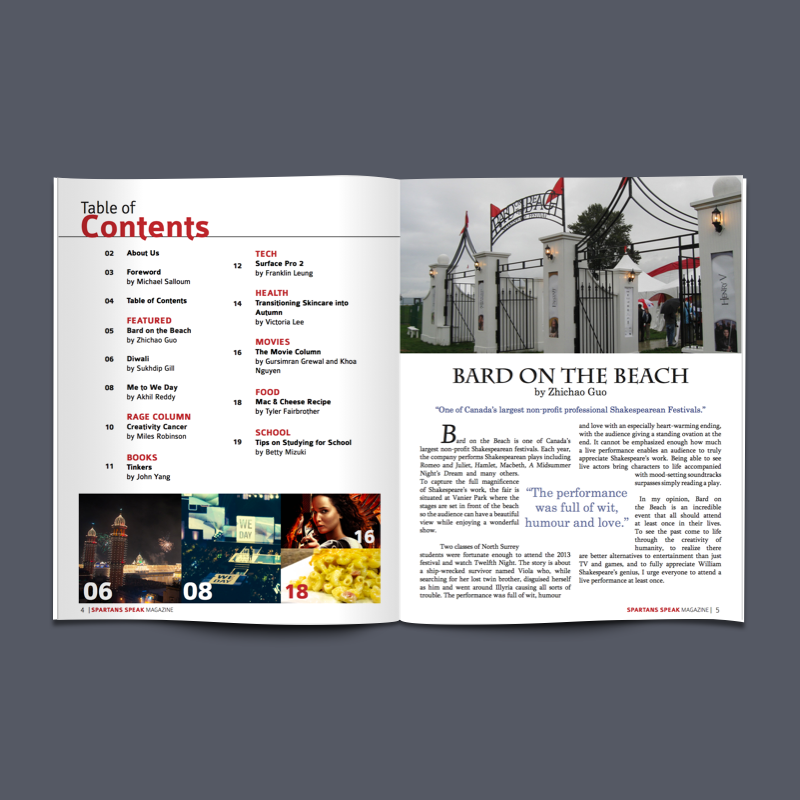 Table of
Contents
02 About Us
03 Foreword
by Michael Salloum
04 Table of Contents
FEATURED
05 Bard on the Beach
by Zhichao Guo
06 Diwali
by Sukhdip Gill
08 Me to We Day
by Akhil Reddy
RAGE COLUMN
10 Creativity Cancer
by Miles Robinson
BOOKS
11 Tinkers
by John Yang
TECH
12 Surface Pro 2
by Franklin Leung
HEALTH
14 Transitioning Skincare into
Autumn
by Victoria Lee
MOVIES
16 The Movie Column
by Gursimran Grewal and Khoa
Nguyen
FOOD
18 Mac & Cheese Recipe
by Tyler Fairbrother
SCHOOL
19 Tips on Studying for School
by Betty Mizuki
WE
DAY
WE
DAY
06
08
16
18
4 | SPARTANS SPEAK MAGAZINE
BARD ON THE BEACH
HENRY V
BARD ON THE BEACH
by Zhichao Guo
"One of Canada's largest non-profit professional Shakespearean Festivals."
Bard on the Beach is one of Canada's
largest non-profit Shakespearean festivals. Each year,
the company performs Shakespearean plays including
Romeo and Juliet, Hamlet, Macbeth, A Midsummer
Night's Dream and many others.
To capture the full magnificence
of Shakespeare's work, the fair is
situated at Vanier Park where the
stages are set in front of the beach
so the audience can have a beautiful
view while enjoying a wonderful
show.
Two classes of North Surrey
students were fortunate enough to attend the 2013
festival and watch Twelfth Night. The story is about
a ship-wrecked survivor named Viola who, while
searching for her lost twin brother, disguised herself
as him and went around Illyria causing all sorts of
trouble. The performance was full of wit, humour
"The performance
was full of wit,
humour and love."
and love with an especially heart-warming ending,
with the audience giving a standing ovation at the
end. It cannot be emphasized enough how much
a live performance enables an audience to truly
appreciate Shakespeare's work. Being able to see
live actors bring characters to life accompanied
with mood-setting soundtracks
surpasses simply reading a play.
In my opinion, Bard on
the Beach is an incredible
event that all should attend
at least once in their lives.
To see the past come to life
through the creativity of
humanity, to realize there
are better alternatives to entertainment than just
TV and games, and to fully appreciate William
Shakespeare's genius, I urge everyone to attend a
live performance at least once.
SPARTANS SPEAK MAGAZINE | 5